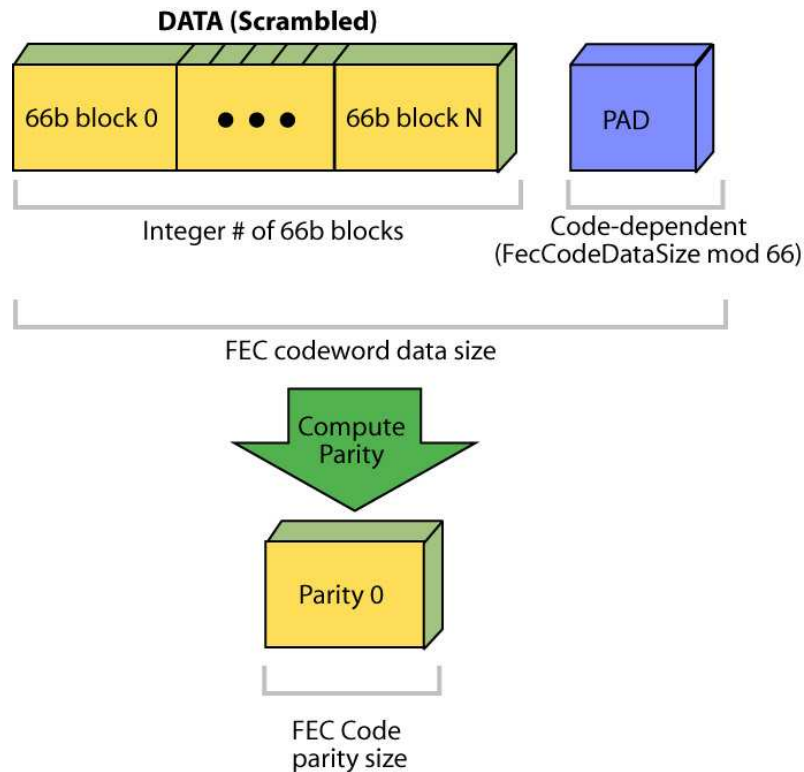 DATA (Scrambled)
66b block 0
66b block N
PAD
Integer # of 66b blocks
Code-dependent
(FecCodeDataSize mod 66)
FEC codeword data size
Compute
Parity
Parity 0
FEC Code
parity size